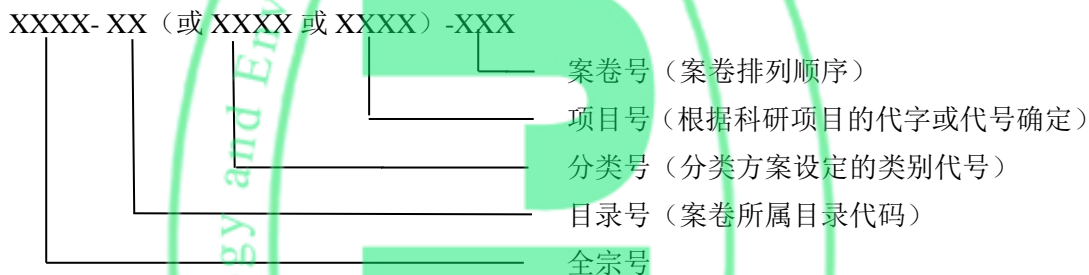 XXXX- XX（或 XXXX 或 XXXX）-XXX
案卷号（案卷排列顺序）
项目号（根据科研项目的代字或代号确定）
分类号（分类方案设定的类别代号）
目录号（案卷所属目录代码）
全宗号
gy and Env